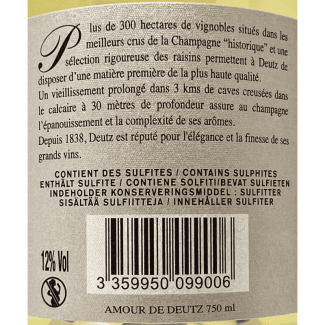 Plus de 300 hectares de vignobles situés dans les
meilleurs crus de la Champagne "historique" et une
sélection rigoureuse des raisins permettent à Deutz de
disposer d'une matière première de la plus haute qualité.
Un vieillissement prolongé dans 3 kms de caves creusées dans
le calcaire à 30 mètres de profondeur assure au champagne
l'épanouissement et la complexité de ses arômes.
Depuis 1838, Deutz est réputé pour l'élégance et la finesse de ses
grands vins.
CONTIENT DES SULFITES / CONTAINS SULPHITES
ENTHÄLT SULFITE / CONTIENE SOLFITI/BEVAT SULFIETEN
INDEHOLDER KONSERVERINGSMIDDEL : SULFITTER
SISÄLTÄÄ SULFIITTEJA / INNEHÅLLER SULFITER
12% Vol
3 359950 099006
AMOUR DE DEUTZ 750 ml